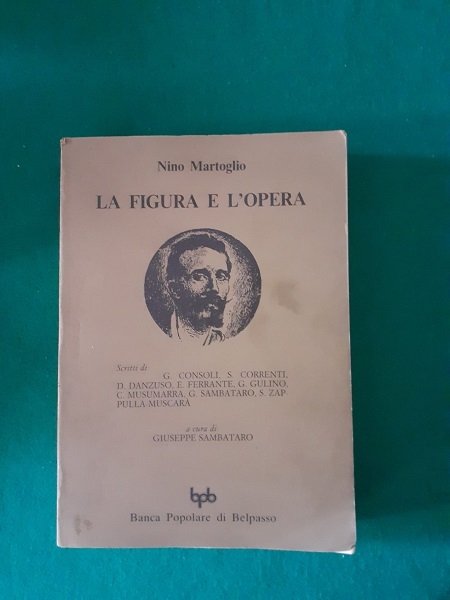 Nino Martoglio
LA FIGURA E L'OPERA
Scritti di
G. CONSOLI, S. CORRENTI,
D. DANZUSO, E. FERRANTE, G. GULINO,
C. MUSUMARRA, G. SAMBATARO, S. ZAP
PULLA MUSCARÀ
a cura di
GIUSEPPE SAMBATARO
bpb
Banca Popolare di Belpasso